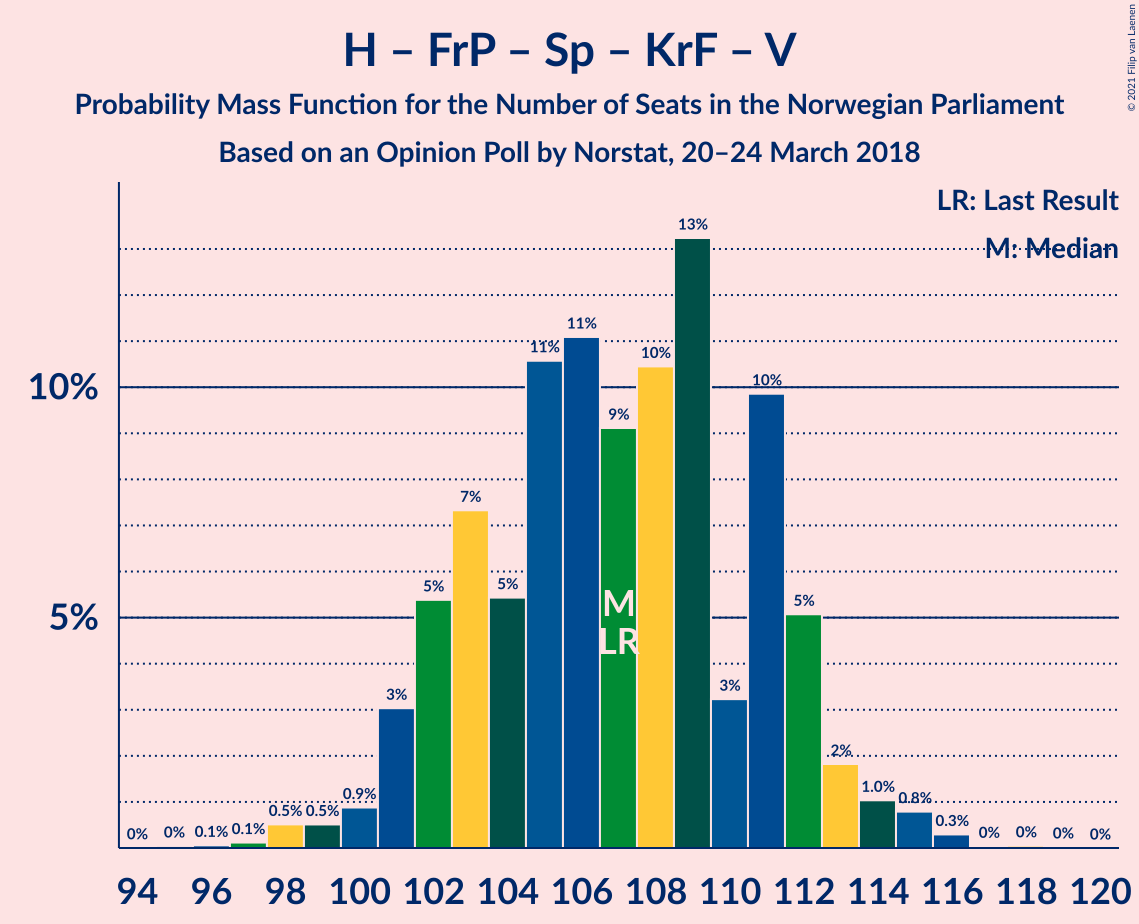 H – FrP – Sp – KrF – V
Probability Mass Function for the Number of Seats in the Norwegian Parliament
Based on an Opinion Poll by Norstat, 20–24 March 2018
© 2021 Filip van Laenen
LR: Last Result
M: Median
10%
5%
0% 0% 0.1% 0.1% 0.5% 0.5% 0.9% 3% 5% 7% 5% 11% 11% 9% 10% 13% 3% 10% 5% 2% 1.0% 0.8% 0.3% 0% 0% 0% 0%
M
LR
94 96 98 100 102 104 106 108 110 112 114 116 118 120